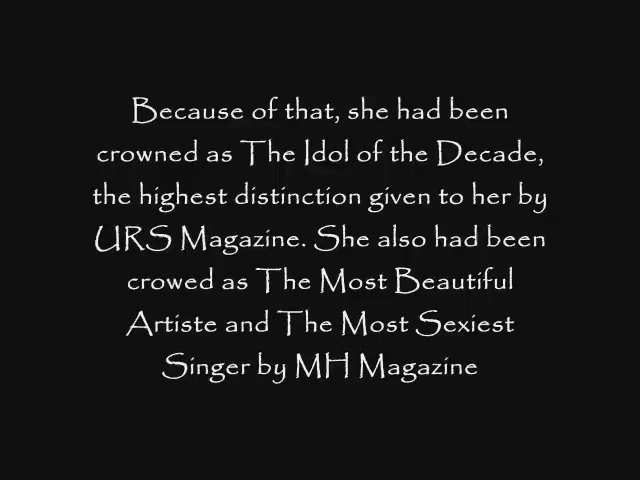 Because of that, she had been
crowned as The Idol of the Decade,
the highest distinction given to her by
URS Magazine. She also had been
crowed as The Most Beautiful
Artiste and The Most Sexiest
Singer by MH Magazine